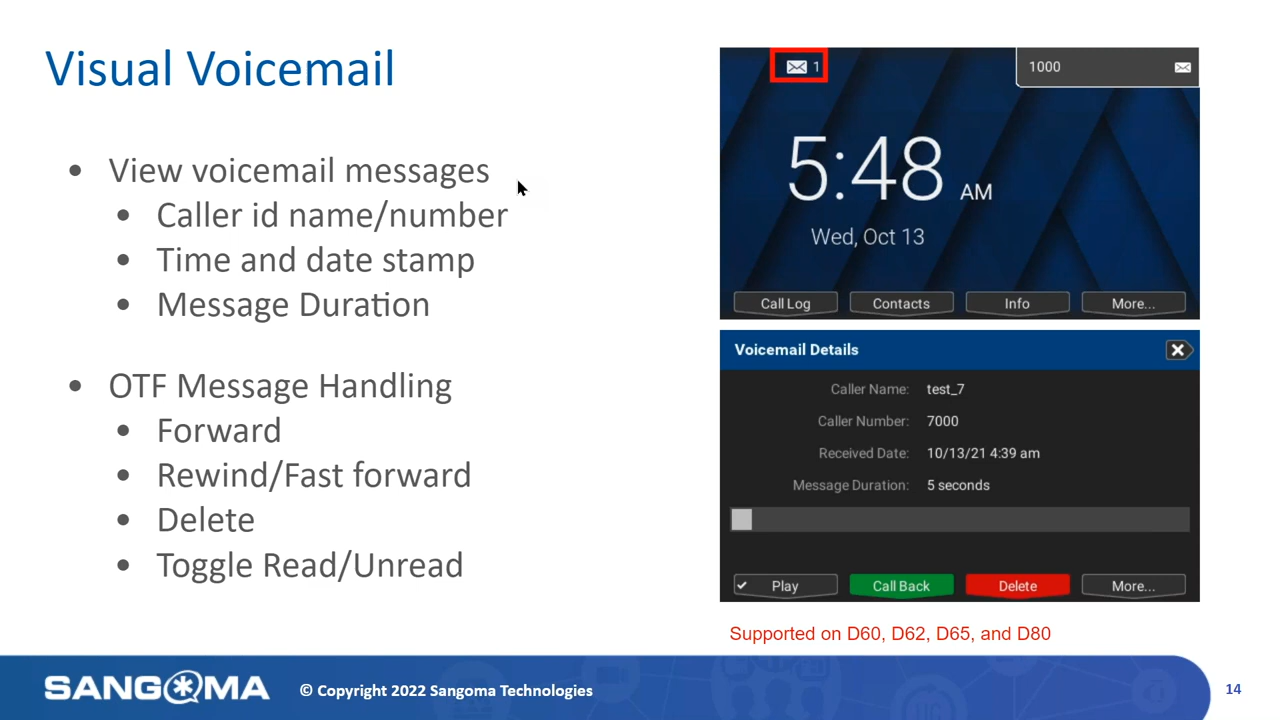 Visual Voicemail
• View voicemail messages
• Caller id name/number
• Time and date stamp
• Message Duration
• OTF Message Handling
• Forward
• Rewind/Fast forward
• Delete
• Toggle Read/Unread
1
1000
5:48 AM
Wed, Oct 13
Call Log Contacts Info More...
Voicemail Details
Caller Name: test_7
Caller Number: 7000
Received Date: 10/13/21 4:39 am
Message Duration: 5 seconds
Play Call Back Delete More...
Supported on D60, D62, D65, and D80
SANGOMA
© Copyright 2022 Sangoma Technologies
14